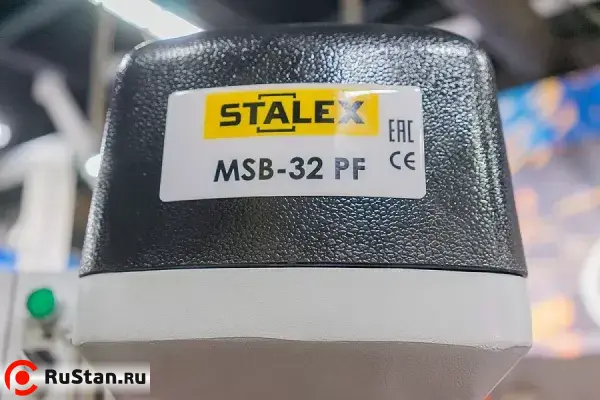 STALEX
MSB-32 PF
EAC
CE
RuStan.ru